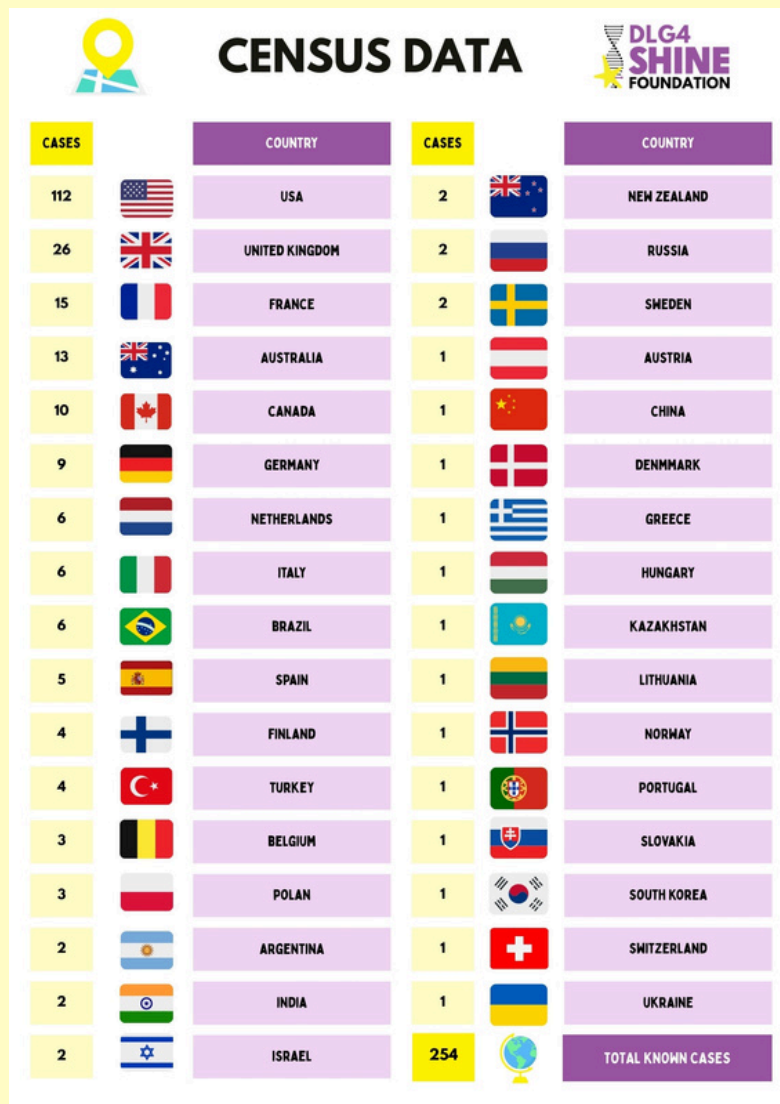 CENSUS DATA
DLG4
SHINE
FOUNDATION
CASES COUNTRY
112 USA
26 UNITED KINGDOM
15 FRANCE
13 AUSTRALIA
10 CANADA
9 GERMANY
6 NETHERLANDS
6 ITALY
6 BRAZIL
5 SPAIN
4 FINLAND
4 TURKEY
3 BELGIUM
3 POLAN
2 ARGENTINA
2 INDIA
2 ISRAEL
CASES COUNTRY
2 NEW ZEALAND
2 RUSSIA
2 SWEDEN
1 AUSTRIA
1 CHINA
1 DENMMARK
1 GREECE
1 HUNGARY
1 KAZAKHSTAN
1 LITHUANIA
1 NORWAY
1 PORTUGAL
1 SLOVAKIA
1 SOUTH KOREA
1 SWITZERLAND
1 UKRAINE
254 TOTAL KNOWN CASES